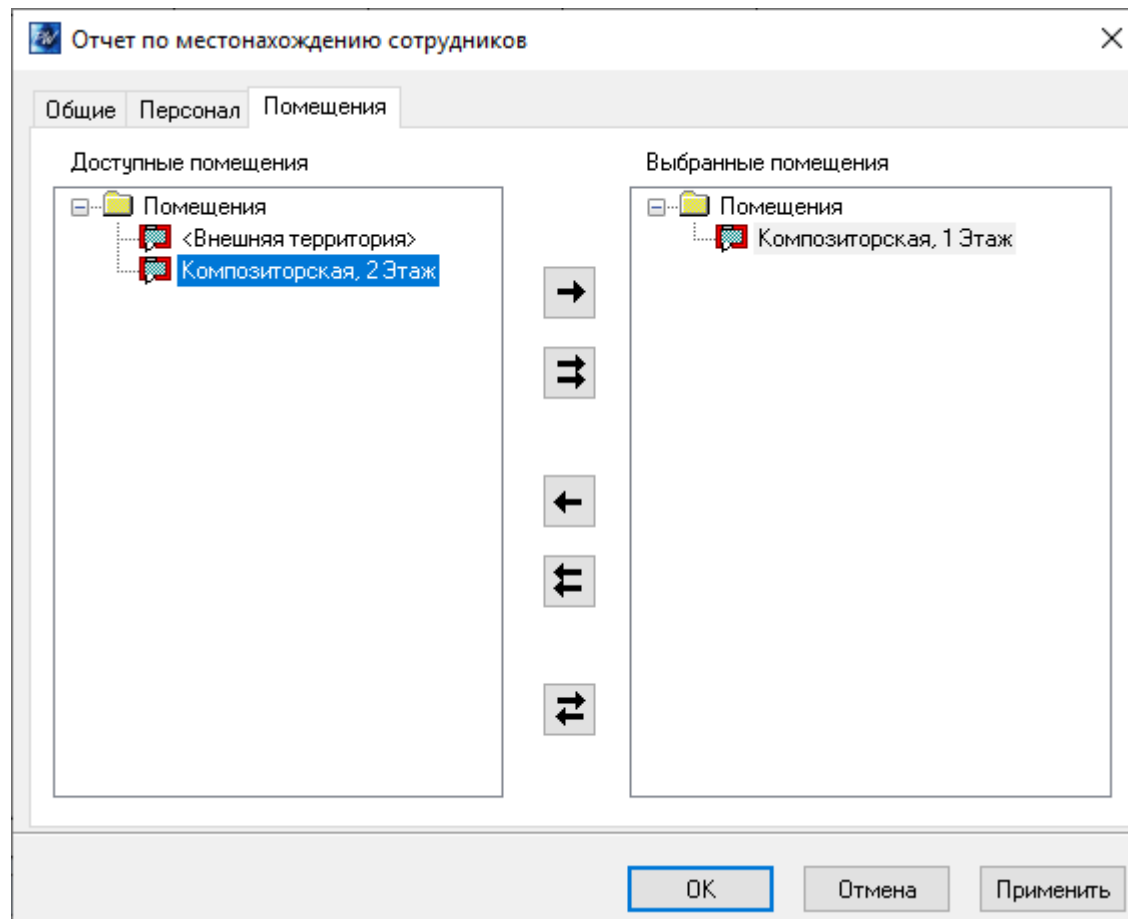 Отчет по местонахождению сотрудников
Общие Персонал Помещения
Доступные помещения
Помещения
<Внешняя территория>
Композиторская, 2 Этаж
Выбранные помещения
Помещения
Композиторская, 1 Этаж
OK Отмена Применить